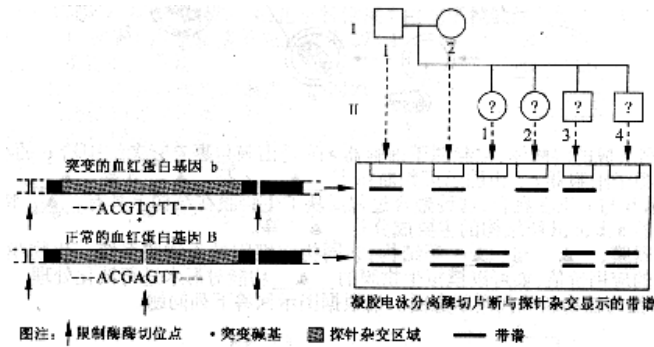 I
1
2
II
?
?
?
?
1
2
3
4
突变的血红蛋白基因 b
---ACGTGTT---
正常的血红蛋白基因 B
---ACGAGTT---
凝胶电泳分离酶切片断与探针杂交显示的带谱
图注: 限制酶酶切位点 突变碱基 探针杂交区域 带谱